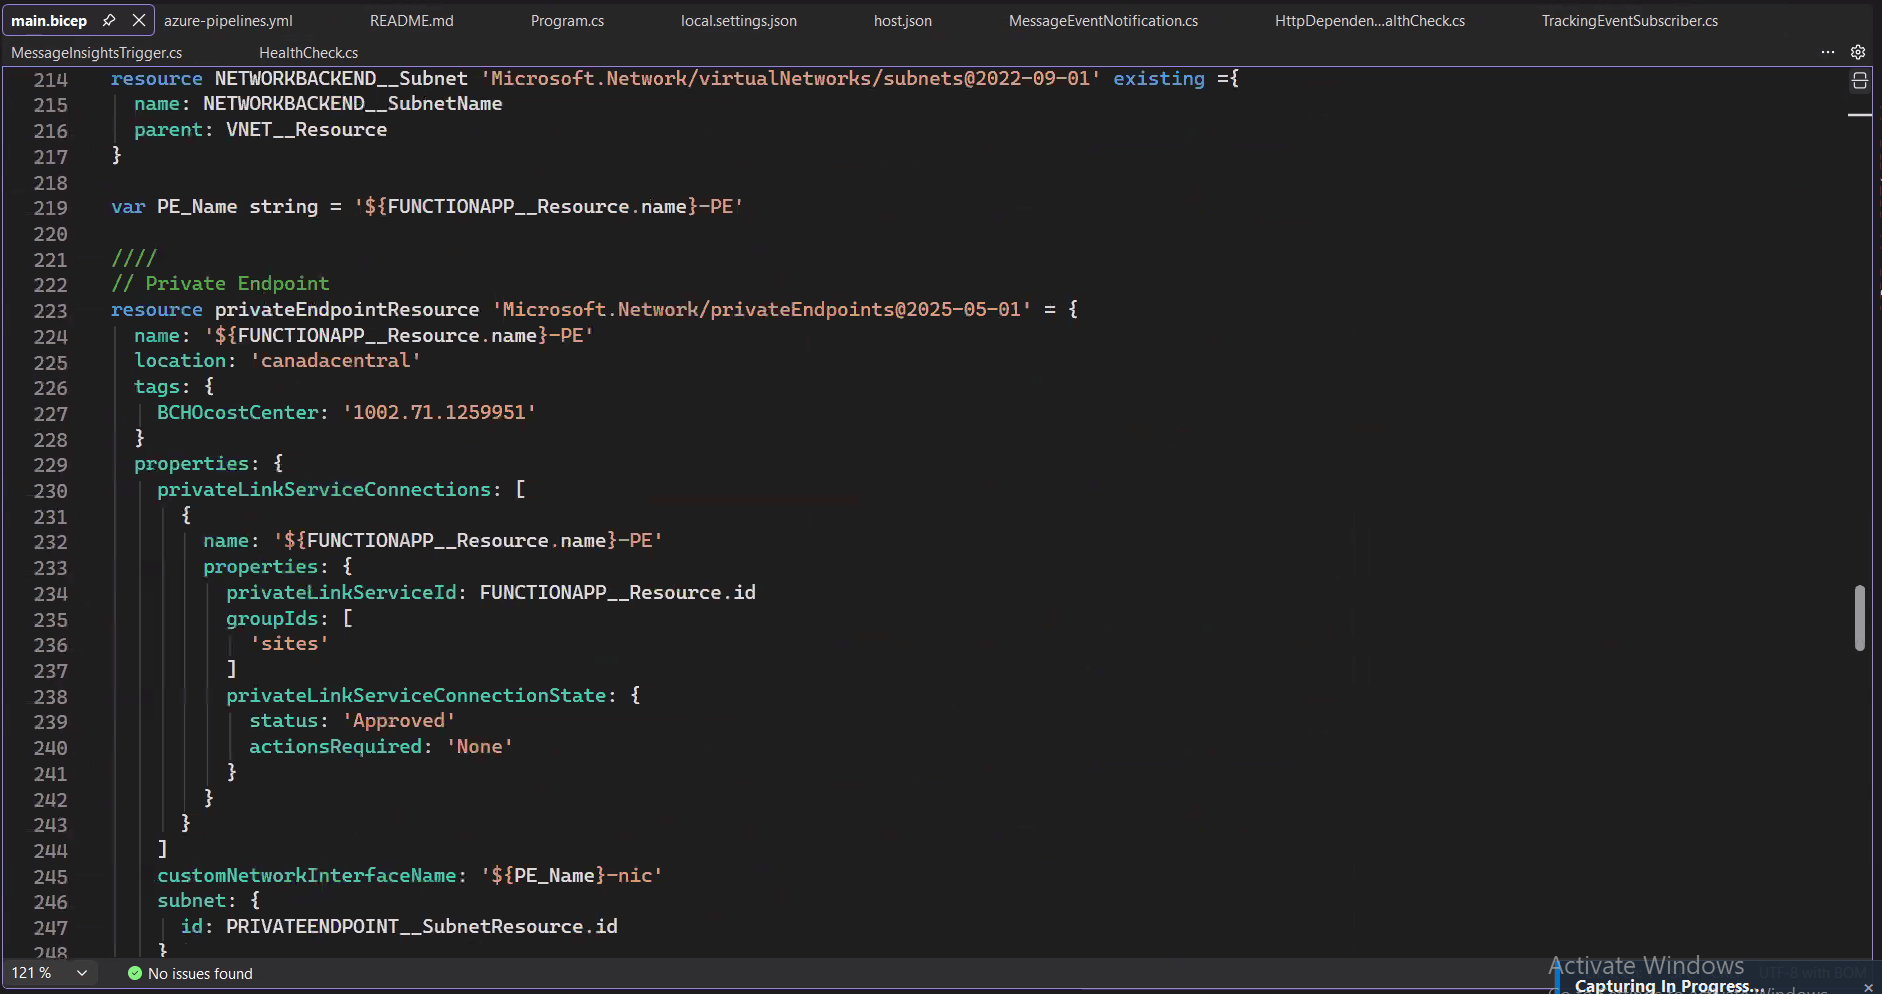 main.bicep azure-pipelines.yml README.md Program.cs local.settings.json host.json MessageEventNotification.cs HttpDependen...althCheck.cs TrackingEventSubscriber.cs
MessageInsightsTrigger.cs HealthCheck.cs
214 resource NETWORKBACKEND__Subnet 'Microsoft.Network/virtualNetworks/subnets@2022-09-01' existing ={
215 name: NETWORKBACKEND__SubnetName
216 parent: VNET__Resource
217 }
218
219 var PE_Name string = '${FUNCTIONAPP__Resource.name}-PE'
220
221 ////
222 // Private Endpoint
223 resource privateEndpointResource 'Microsoft.Network/privateEndpoints@2025-05-01' = {
224 name: '${FUNCTIONAPP__Resource.name}-PE'
225 location: 'canadacentral'
226 tags: {
227 BCHOcostCenter: '1002.71.1259951'
228 }
229 properties: {
230 privateLinkServiceConnections: [
231 {
232 name: '${FUNCTIONAPP__Resource.name}-PE'
233 properties: {
234 privateLinkServiceId: FUNCTIONAPP__Resource.id
235 groupIds: [
236 'sites'
237 ]
238 privateLinkServiceConnectionState: {
239 status: 'Approved'
240 actionsRequired: 'None'
241 }
242 }
243 }
244 ]
245 customNetworkInterfaceName: '${PE_Name}-nic'
246 subnet: {
247 id: PRIVATEENDPOINT__SubnetResource.id
248 }
121 % No issues found
Activate Windows
UTF-8 with BOM
Capturing In Progress...